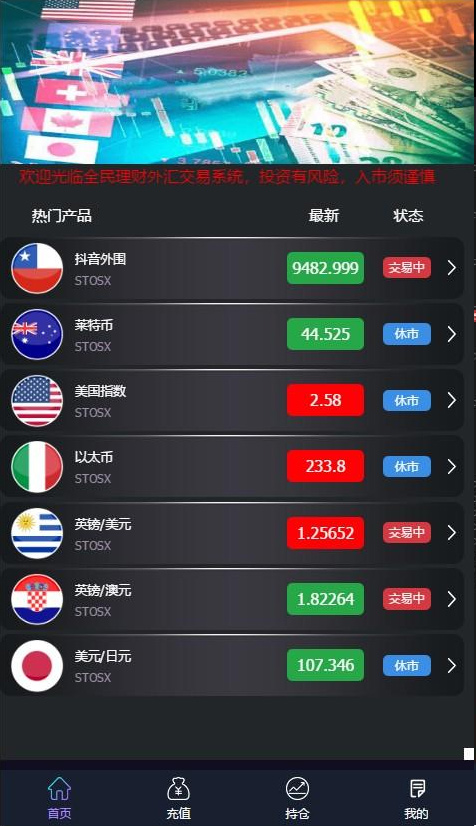 5.0383
欢迎光临全民理财外汇交易系统，投资有风险，入市须谨慎
热门产品 最新 状态
抖音外围 9482.999 交易中
STOSX
莱特币 44.525 休市
STOSX
美国指数 2.58 休市
STOSX
以太币 233.8 休市
STOSX
英镑/美元 1.25652 交易中
STOSX
英镑/澳元 1.82264 交易中
STOSX
美元/日元 107.346 休市
STOSX
首页 充值 持仓 我的